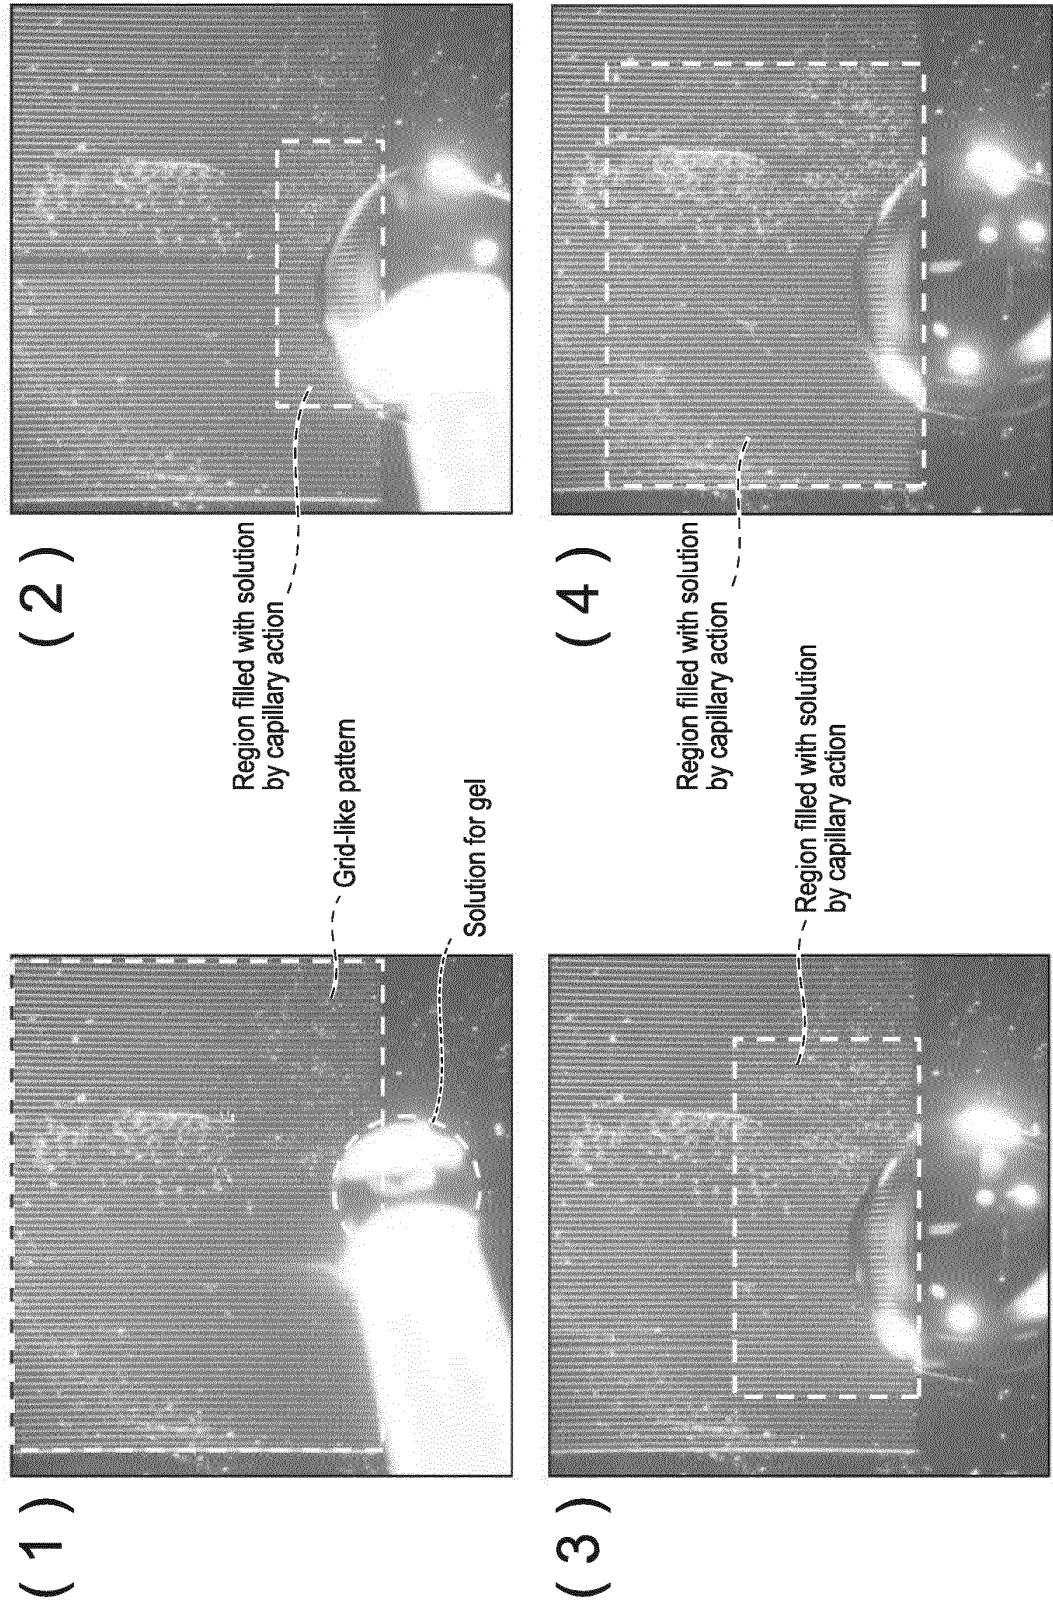 ( 1 )
Grid-like pattern
Solution for gel
( 2 )
Region filled with solution
by capillary action
( 3 )
Region filled with solution
by capillary action
( 4 )
Region filled with solution
by capillary action